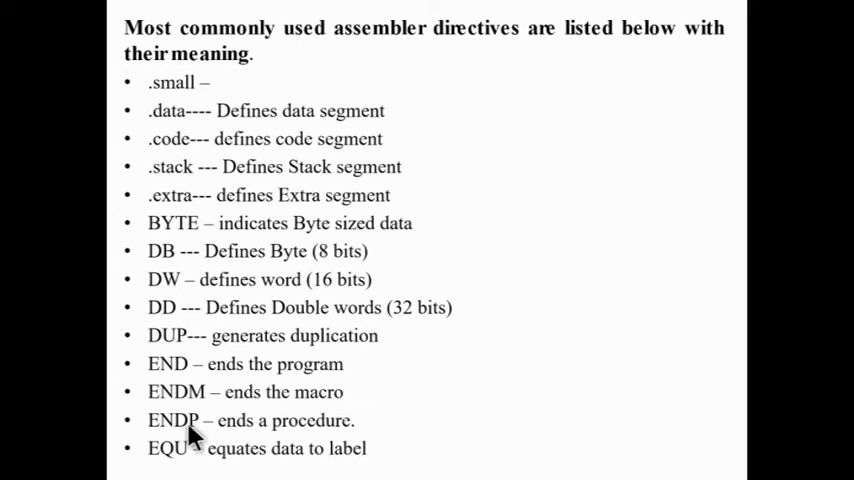 Most commonly used assembler directives are listed below with
their meaning.
• .small –
• .data---- Defines data segment
• .code--- defines code segment
• .stack --- Defines Stack segment
• .extra--- defines Extra segment
• BYTE – indicates Byte sized data
• DB --- Defines Byte (8 bits)
• DW – defines word (16 bits)
• DD --- Defines Double words (32 bits)
• DUP--- generates duplication
• END – ends the program
• ENDM – ends the macro
• ENDP – ends a procedure.
• EQU – equates data to label